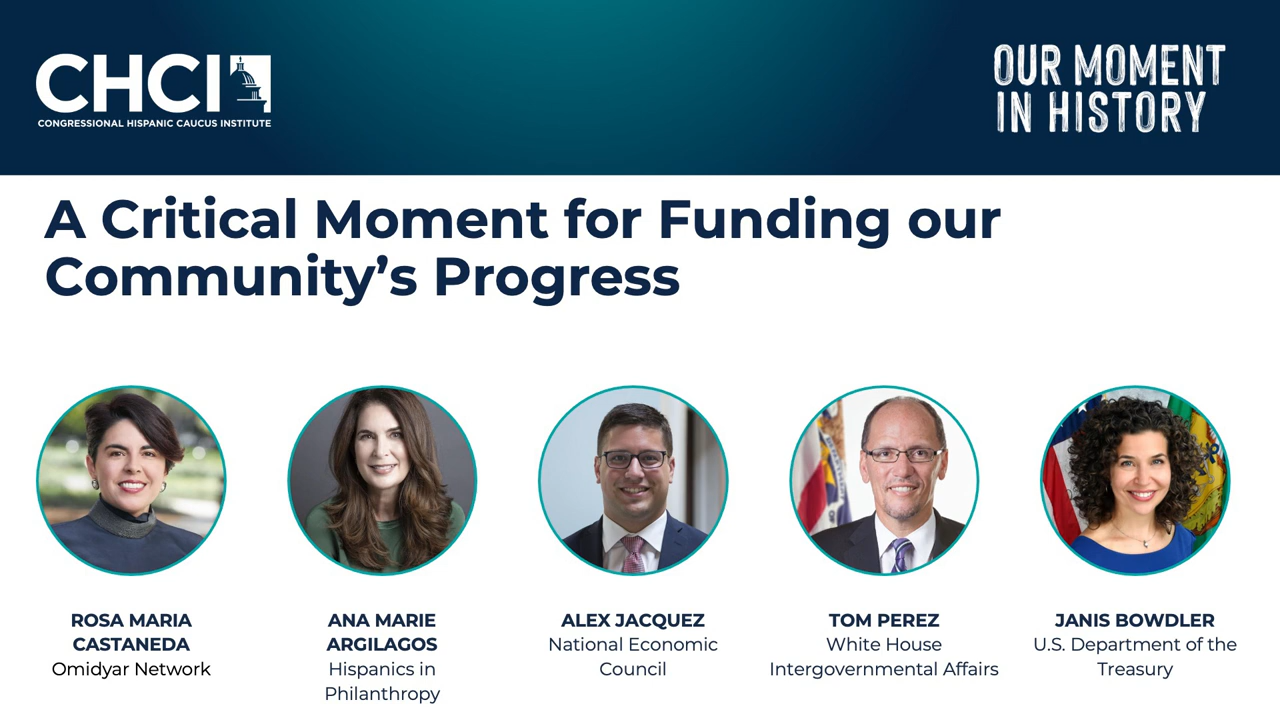 CHCI
CONGRESSIONAL HISPANIC CAUCUS INSTITUTE
OUR MOMENT
IN HISTORY
A Critical Moment for Funding our
Community’s Progress
ROSA MARIA
CASTANEDA
Omidyar Network
ANA MARIE
ARGILAGOS
Hispanics in
Philanthropy
ALEX JACQUEZ
National Economic
Council
TOM PEREZ
White House
Intergovernmental Affairs
JANIS BOWDLER
U.S. Department of the
Treasury